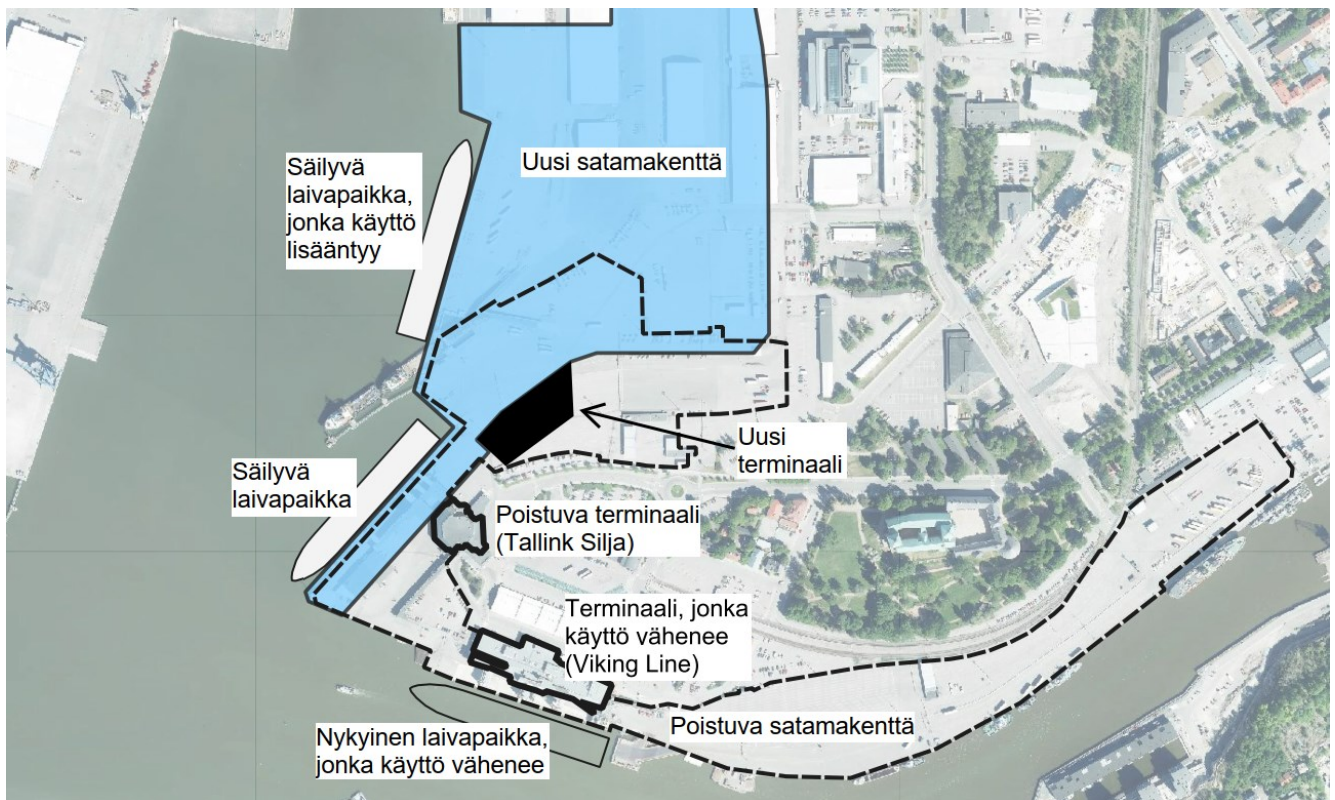 Säilyvä
laivapaikka,
jonka käyttö
lisääntyy
Uusi satamakenttä
Uusi
terminaali
Säilyvä
laivapaikka
Poistuva terminaali
(Tallink Silja)
Terminaali, jonka
käyttö vähenee
(Viking Line)
Poistuva satamakenttä
Nykyinen laivapaikka,
jonka käyttö vähenee